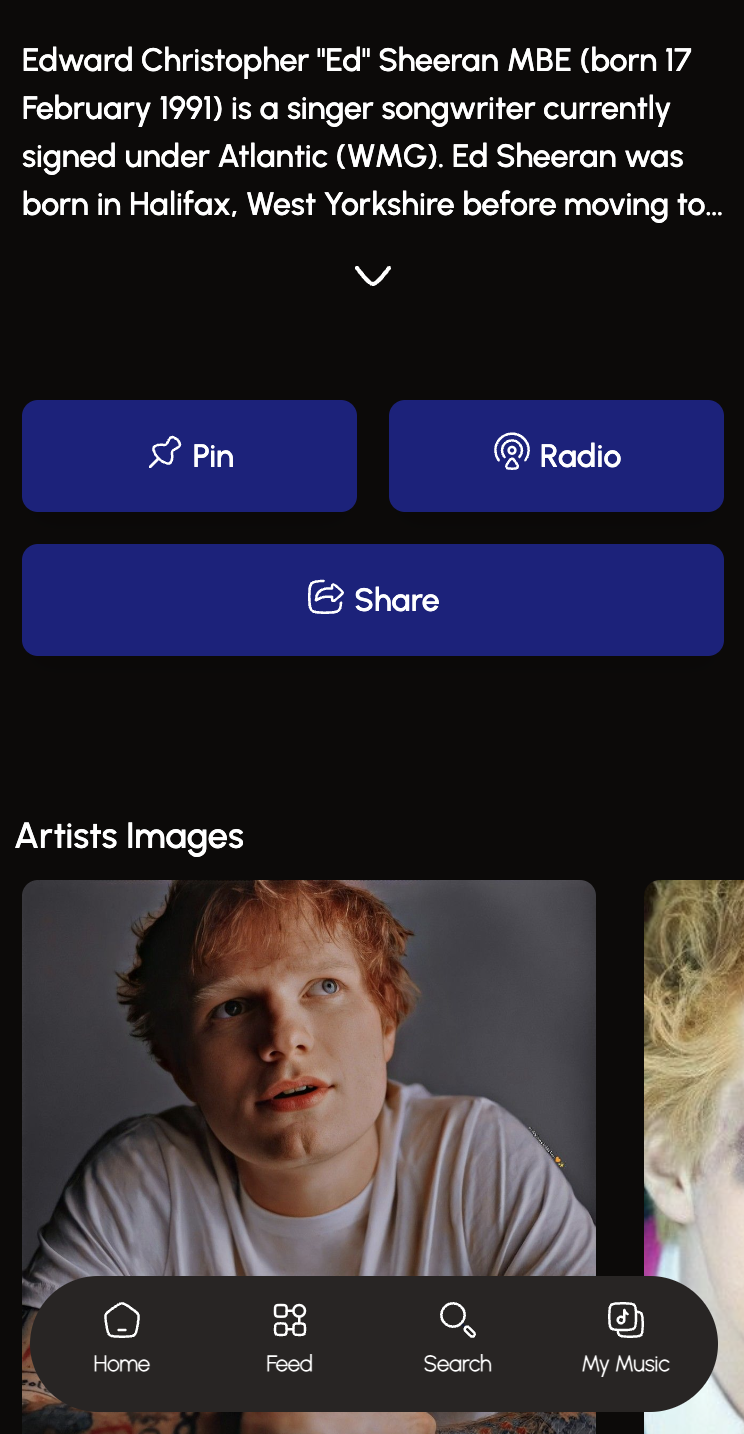 Edward Christopher "Ed" Sheeran MBE (born 17
February 1991) is a singer songwriter currently
signed under Atlantic (WMG). Ed Sheeran was
born in Halifax, West Yorkshire before moving to...
Pin
Radio
Share
Artists Images
Home
Feed
Search
My Music